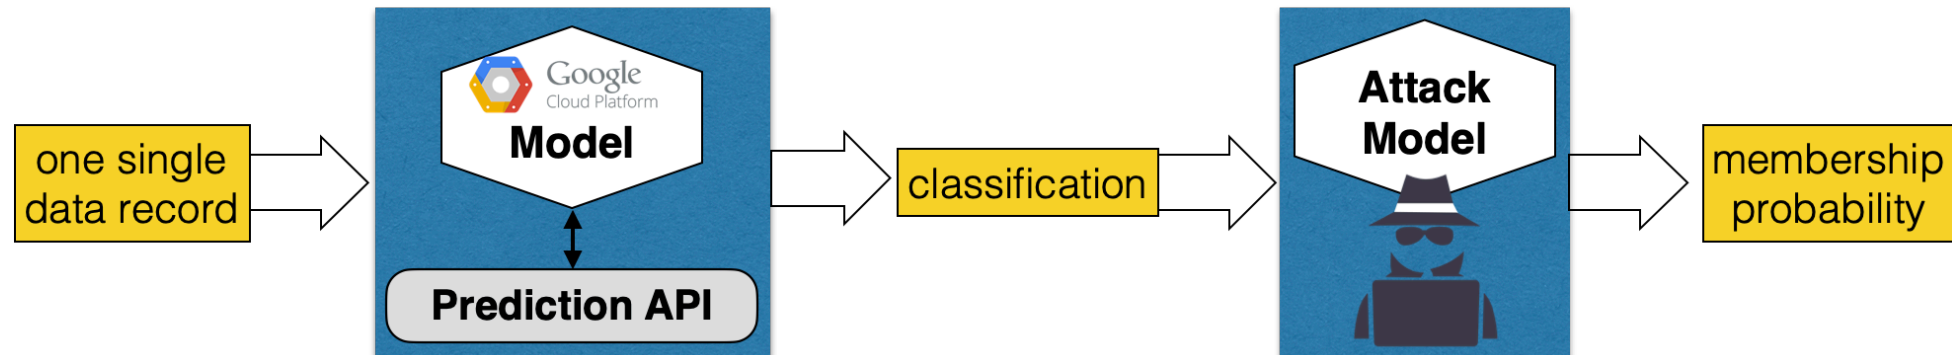 one single
data record
Google
Cloud Platform
Model
Prediction API
classification
Attack
Model
membership
probability